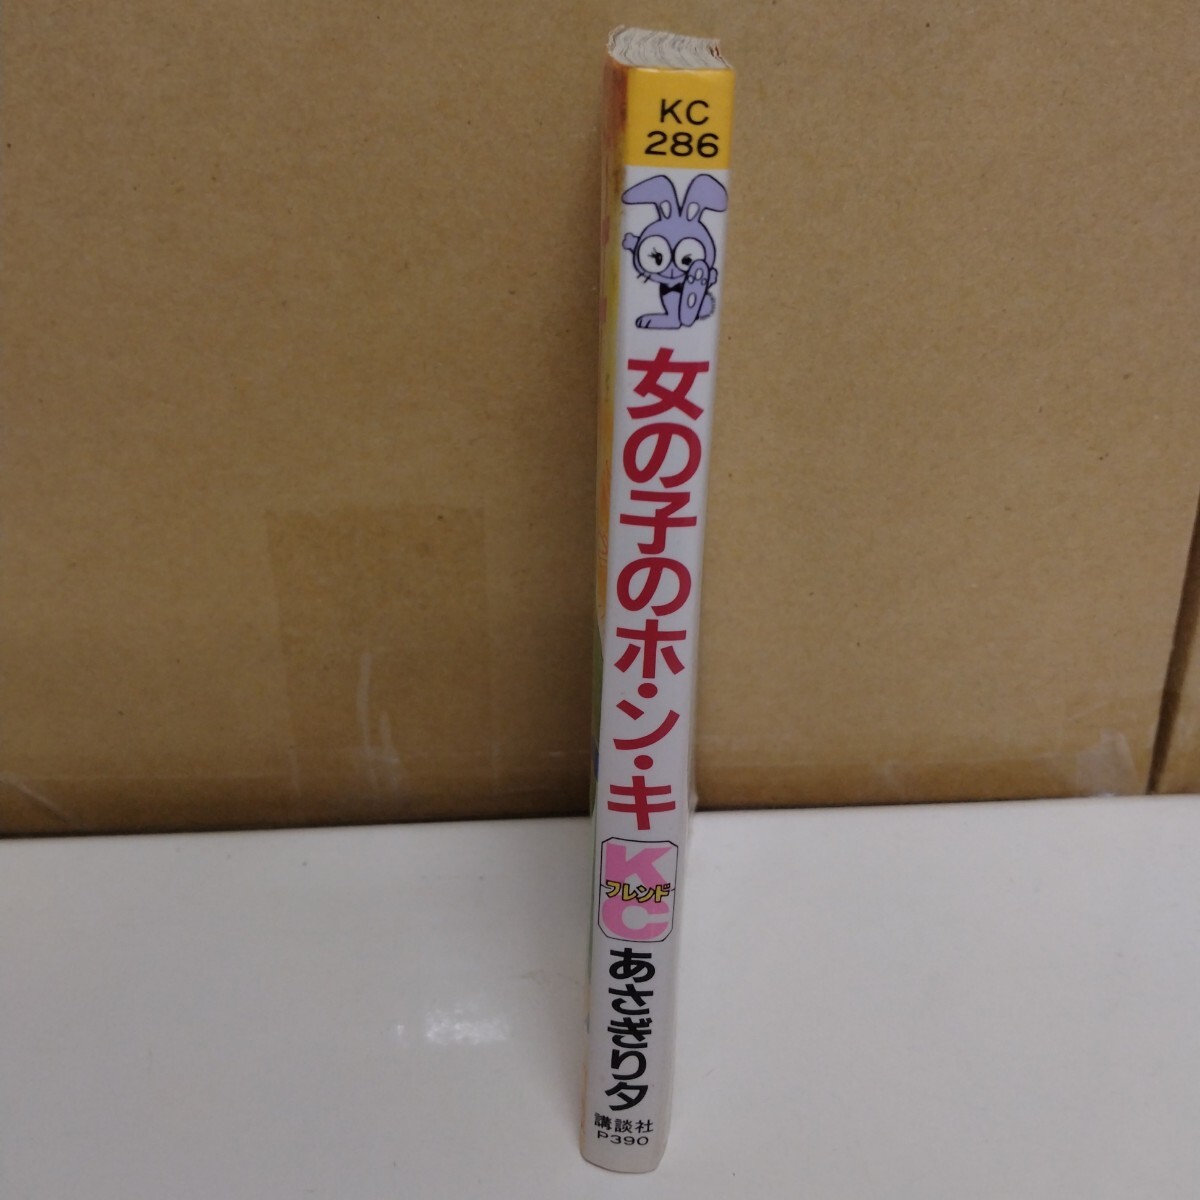 KC
286
女の子のホ・ン・キ
KC
フレンド
あさぎり夕
講談社
P390